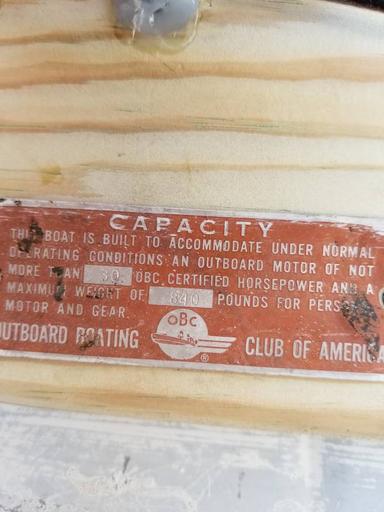 CAPACITY
THIS BOAT IS BUILT TO ACCOMMODATE UNDER NORMAL
OPERATING CONDITIONS AN OUTBOARD MOTOR OF NOT
MORE THAN 30 OBC CERTIFIED HORSEPOWER AND A
MAXIMUM WEIGHT OF 840 POUNDS FOR PERS
MOTOR AND GEAR.
OBC
OUTBOARD BOATING ® CLUB OF AMERICA